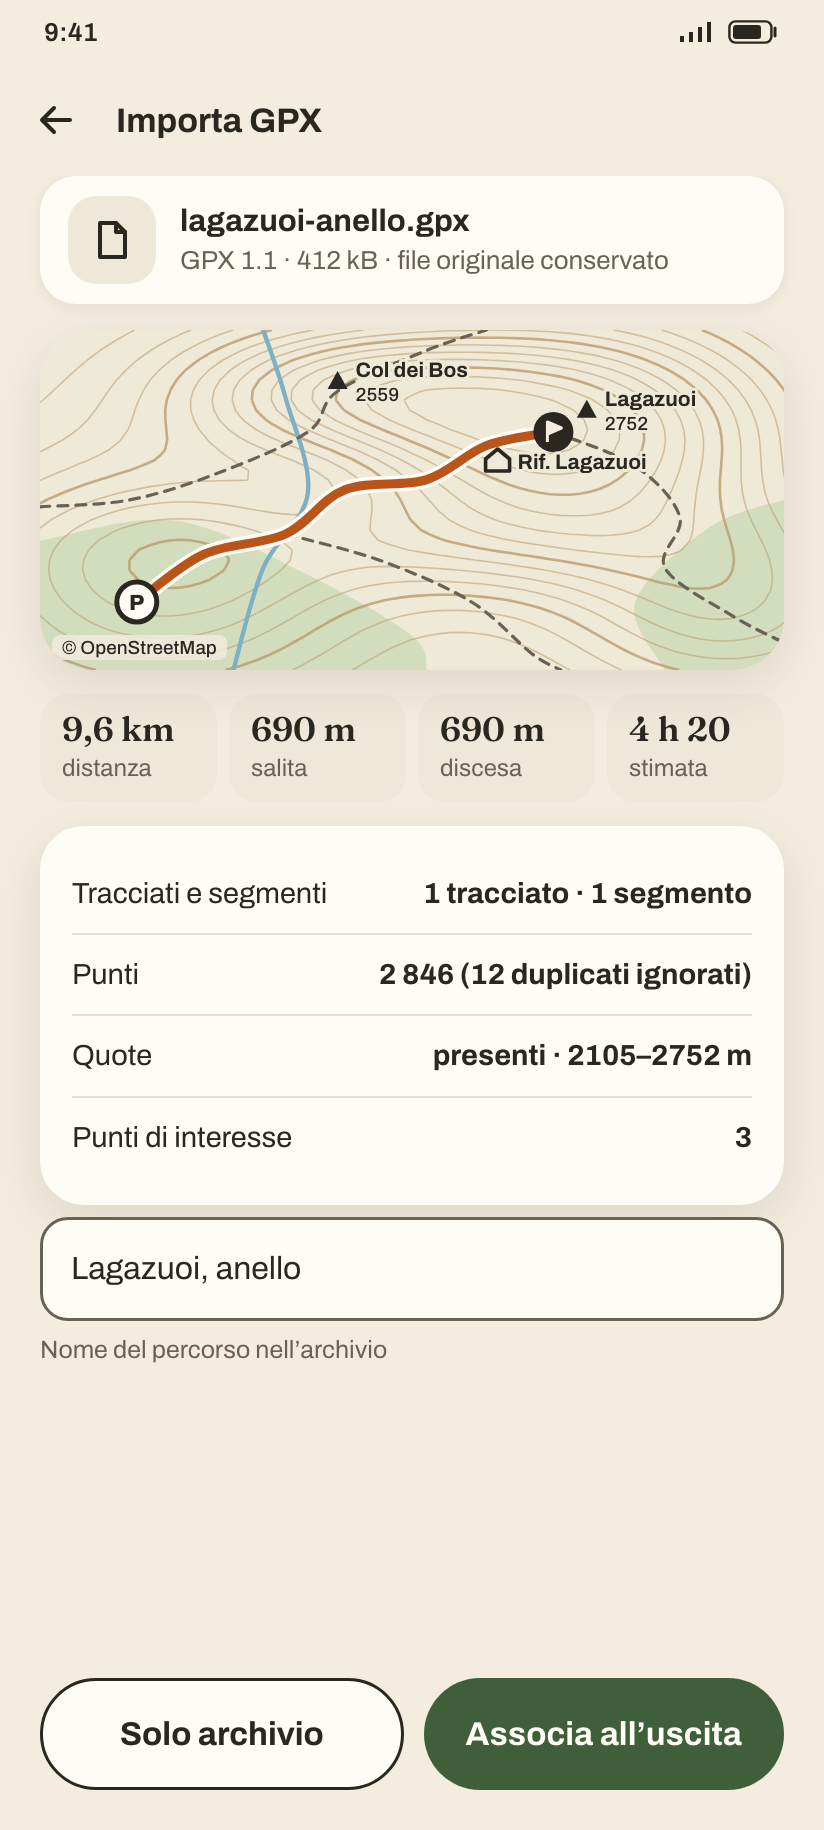 9:41
Importa GPX
lagazuoi-anello.gpx
GPX 1.1 · 412 kB · file originale conservato
Col dei Bos
2559
Lagazuoi
2752
Rif. Lagazuoi
P
© OpenStreetMap
9,6 km
distanza
690 m
salita
690 m
discesa
4 h 20
stimata
Tracciati e segmenti
1 tracciato · 1 segmento
Punti
2 846 (12 duplicati ignorati)
Quote
presenti · 2105–2752 m
Punti di interesse
3
Lagazuoi, anello
Nome del percorso nell’archivio
Solo archivio
Associa all’uscita